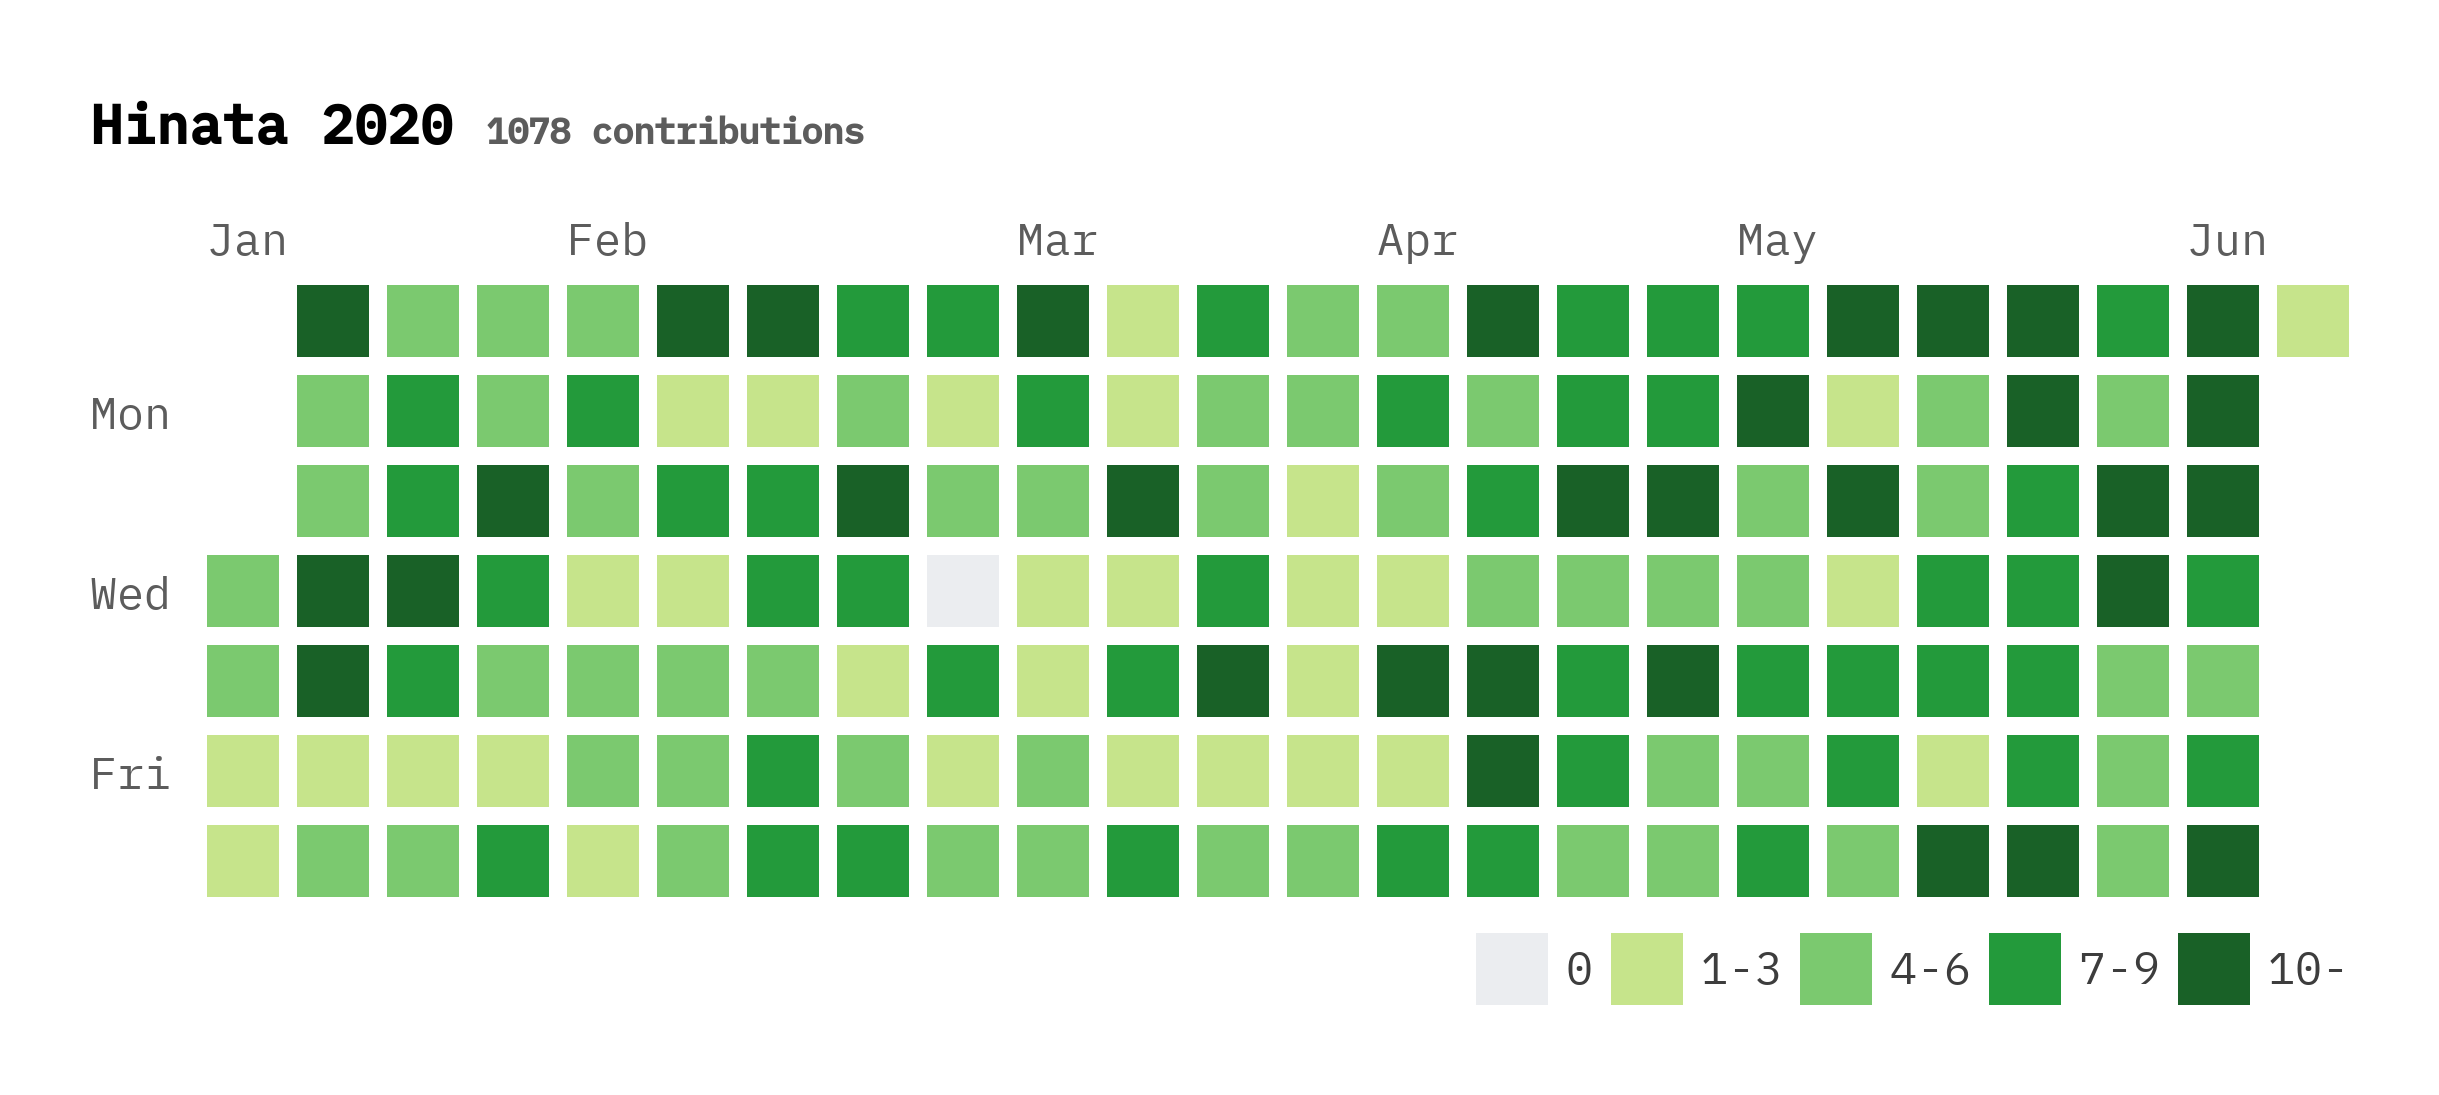 Hinata 2020 1078 contributions
Jan Feb Mar Apr May Jun
Mon
Wed
Fri
0 1-3 4-6 7-9 10-